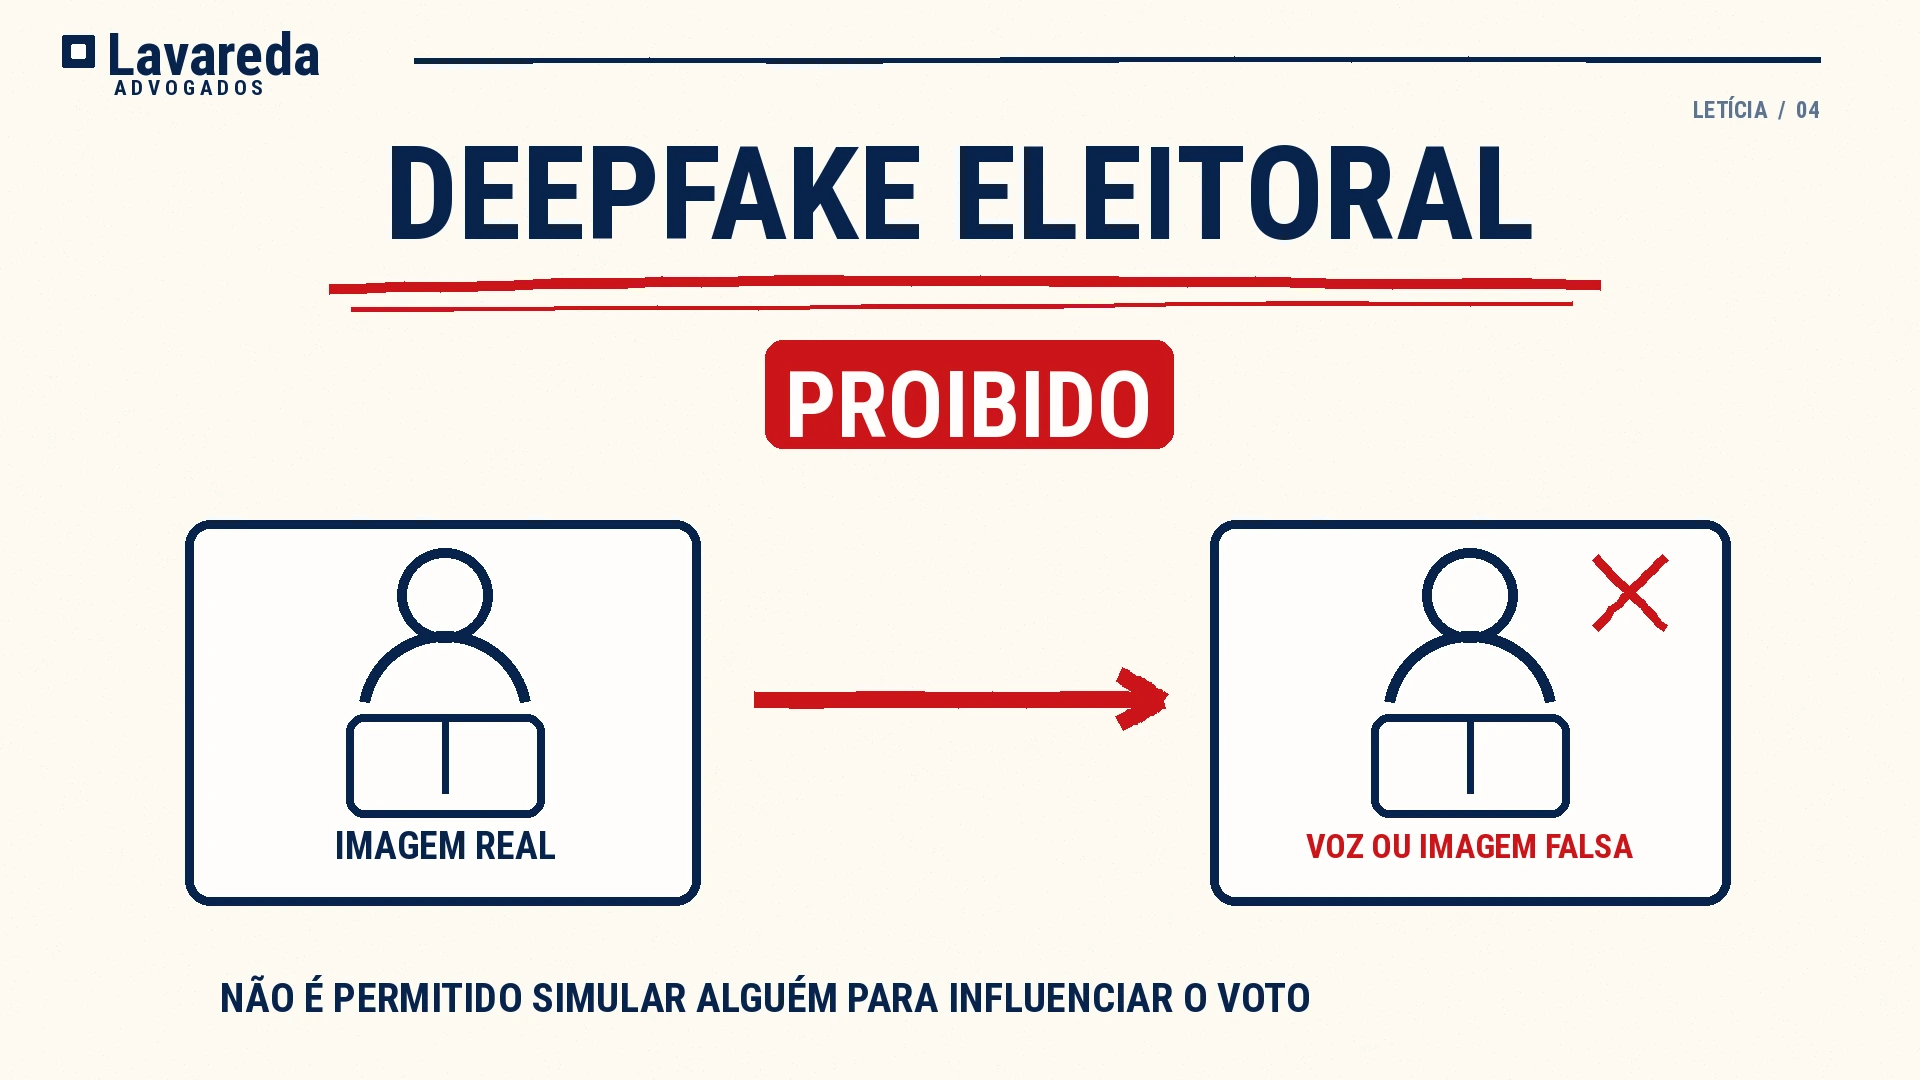 Lavareda
ADVOGADOS
LETÍCIA / 04
DEEPFAKE ELEITORAL
PROIBIDO
IMAGEM REAL
VOZ OU IMAGEM FALSA
NÃO É PERMITIDO SIMULAR ALGUÉM PARA INFLUENCIAR O VOTO